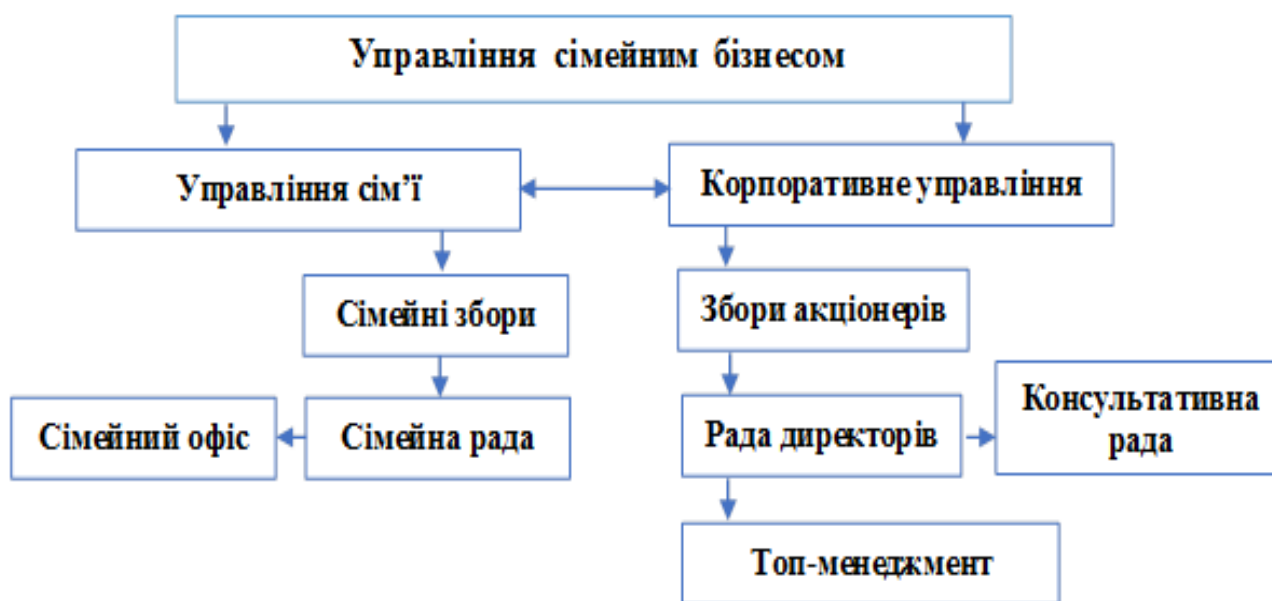 Управління сімейним бізнесом
Управління сім’ї
Корпоративне управління
Сімейні збори
Збори акціонерів
Сімейний офіс
Сімейна рада
Рада директорів
Консультативна
рада
Топ-менеджмент